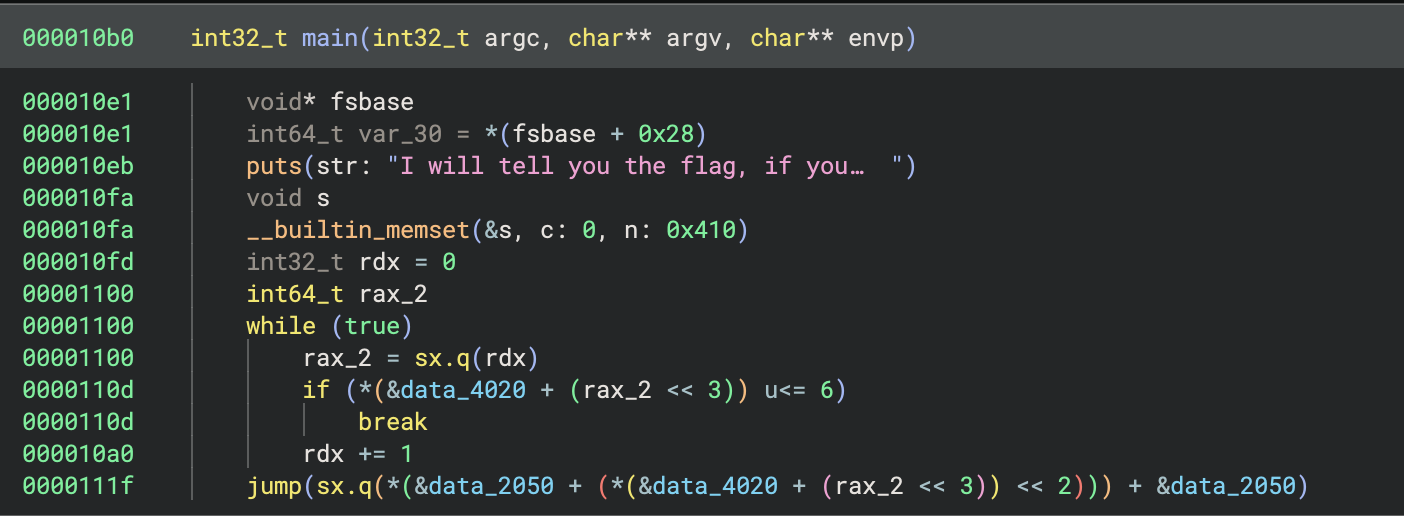 000010b0 int32_t main(int32_t argc, char** argv, char** envp)
000010e1 void* fsbase
000010e1 int64_t var_30 = *(fsbase + 0x28)
000010eb puts(str: "I will tell you the flag, if you… ")
000010fa void s
000010fa __builtin_memset(&s, c: 0, n: 0x410)
000010fd int32_t rdx = 0
00001100 int64_t rax_2
00001100 while (true)
00001100 rax_2 = sx.q(rdx)
0000110d if (*(&data_4020 + (rax_2 << 3)) u<= 6)
0000110d break
000010a0 rdx += 1
0000111f jump(sx.q(*(&data_2050 + (*(&data_4020 + (rax_2 << 3)) << 2))) + &data_2050)